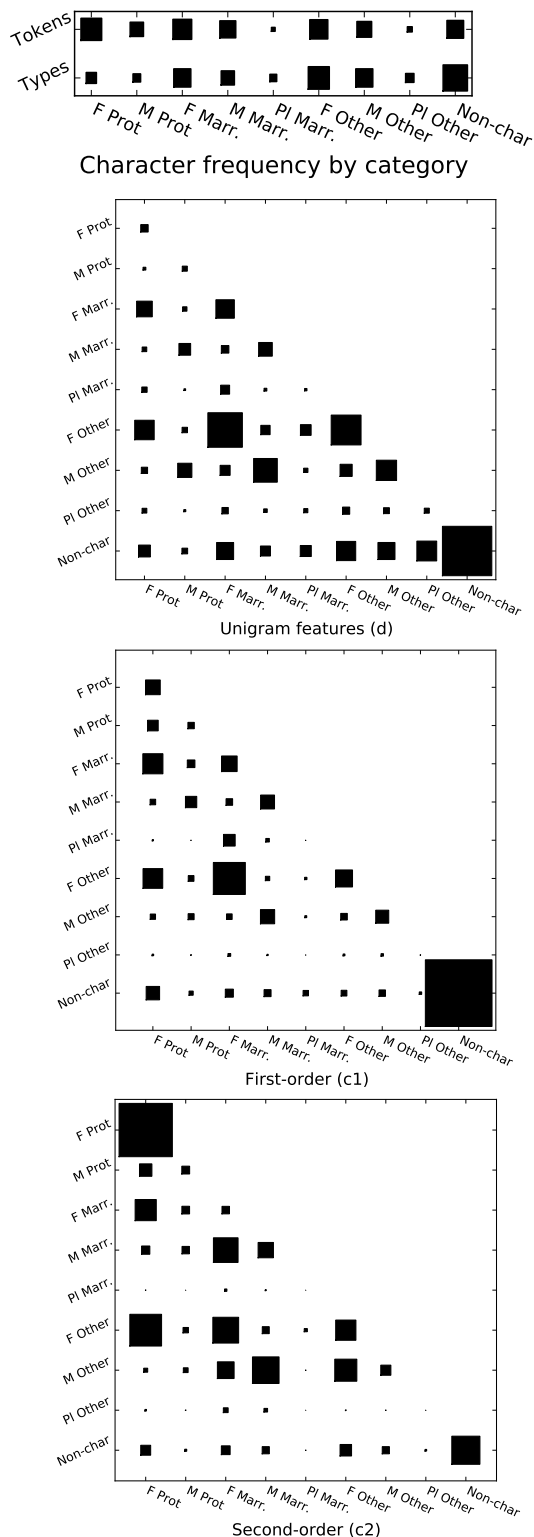 Tokens
Types
F Prot M Prot F Marr. M Marr. Pl Marr. F Other M Other Pl Other Non-char
Character frequency by category
F Prot
M Prot
F Marr.
M Marr.
Pl Marr.
F Other
M Other
Pl Other
Non-char
F Prot M Prot F Marr. M Marr. Pl Marr. F Other M Other Pl Other Non-char
Unigram features (d)
F Prot
M Prot
F Marr.
M Marr.
Pl Marr.
F Other
M Other
Pl Other
Non-char
F Prot M Prot F Marr. M Marr. Pl Marr. F Other M Other Pl Other Non-char
First-order (c1)
F Prot
M Prot
F Marr.
M Marr.
Pl Marr.
F Other
M Other
Pl Other
Non-char
F Prot M Prot F Marr. M Marr. Pl Marr. F Other M Other Pl Other Non-char
Second-order (c2)